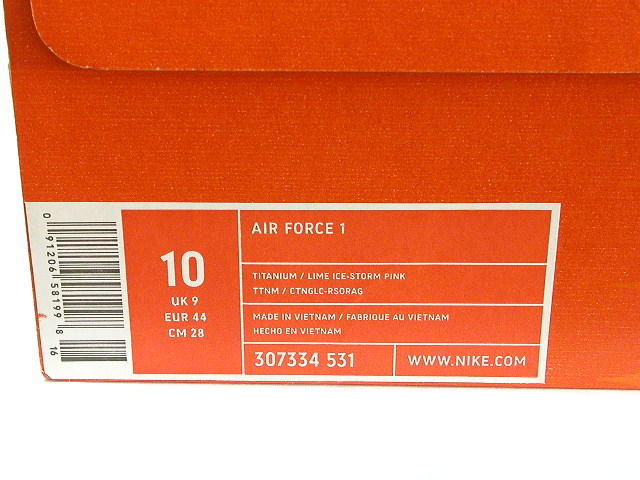 0 91206 58199 8
16
10
UK 9
EUR 44
CM 28
AIR FORCE 1
TITANIUM / LIME ICE-STORM PINK
TTNM / CTNGLC-RSORAG
MADE IN VIETNAM / FABRIQUE AU VIETNAM
HECHO EN VIETNAM
307334 531
WWW.NIKE.COM